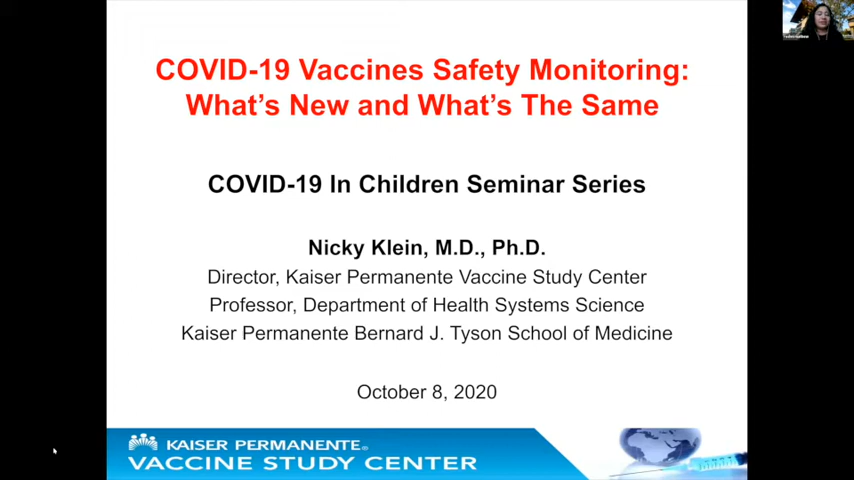 COVID-19 Vaccines Safety Monitoring:
What's New and What's The Same
COVID-19 In Children Seminar Series
Nicky Klein, M.D., Ph.D.
Director, Kaiser Permanente Vaccine Study Center
Professor, Department of Health Systems Science
Kaiser Permanente Bernard J. Tyson School of Medicine
October 8, 2020
KAISER PERMANENTE®
VACCINE STUDY CENTER